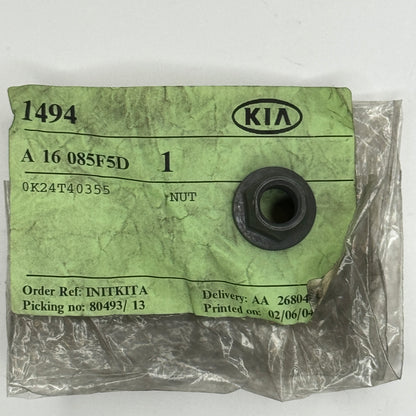 1494 KIA
A 16 085F5D 1
0K24T40355 NUT
Order Ref: INITKITA Delivery: AA 26804
Picking no: 80493/ 13 Printed on: 02/06/04